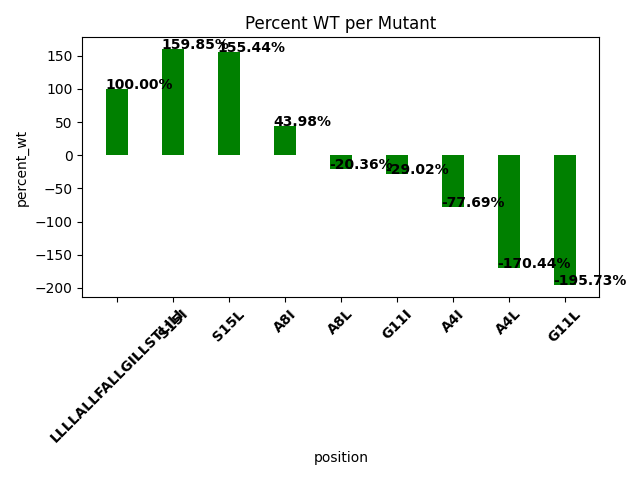 Percent WT per Mutant
percent_wt
150
100
50
0
−50
−100
−150
−200
100.00%
159.85%
155.44%
43.98%
-20.36%
-29.02%
-77.69%
-170.44%
-195.73%
S15I
S15L
A8I
A8L
G11I
A4I
A4L
G11L
position